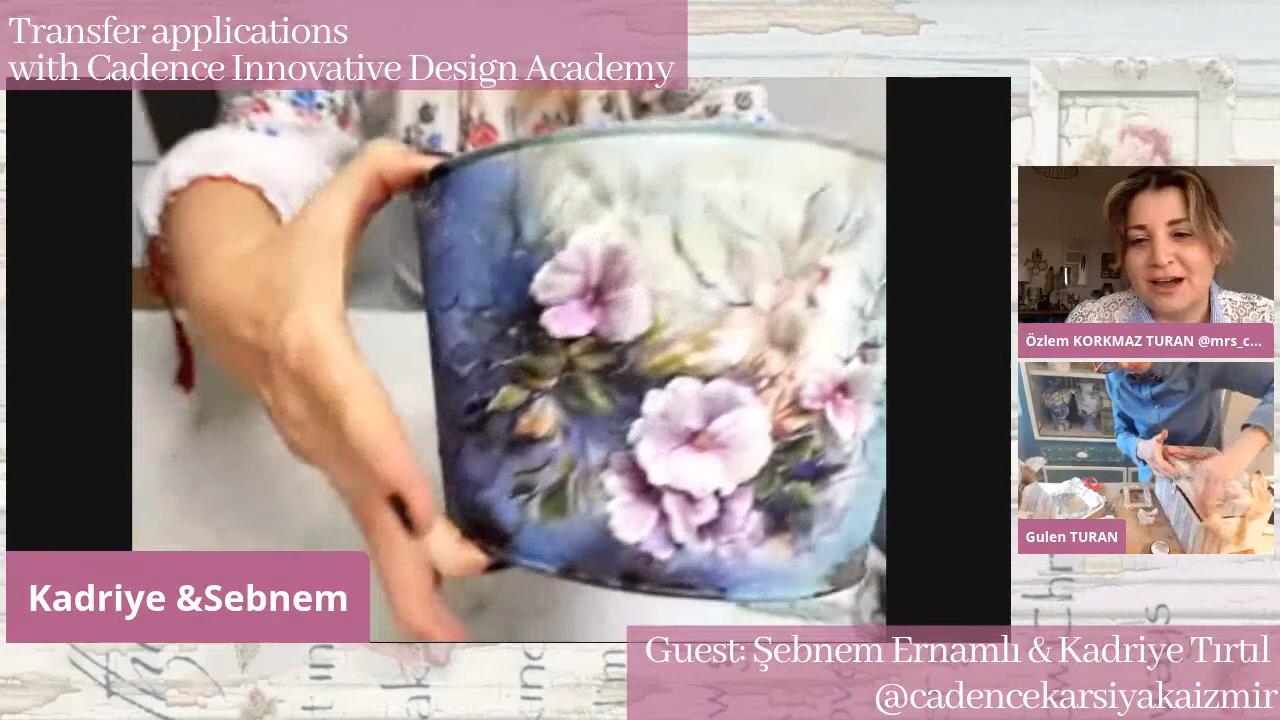 Transfer applications
with Cadence Innovative Design Academy
Özlem KORKMAZ TURAN @mrs_c...
Gulen TURAN
Kadriye &Sebnem
Guest: Şebnem Ernamlı & Kadriye Tırtıl
@cadencekarsiyakaizmir